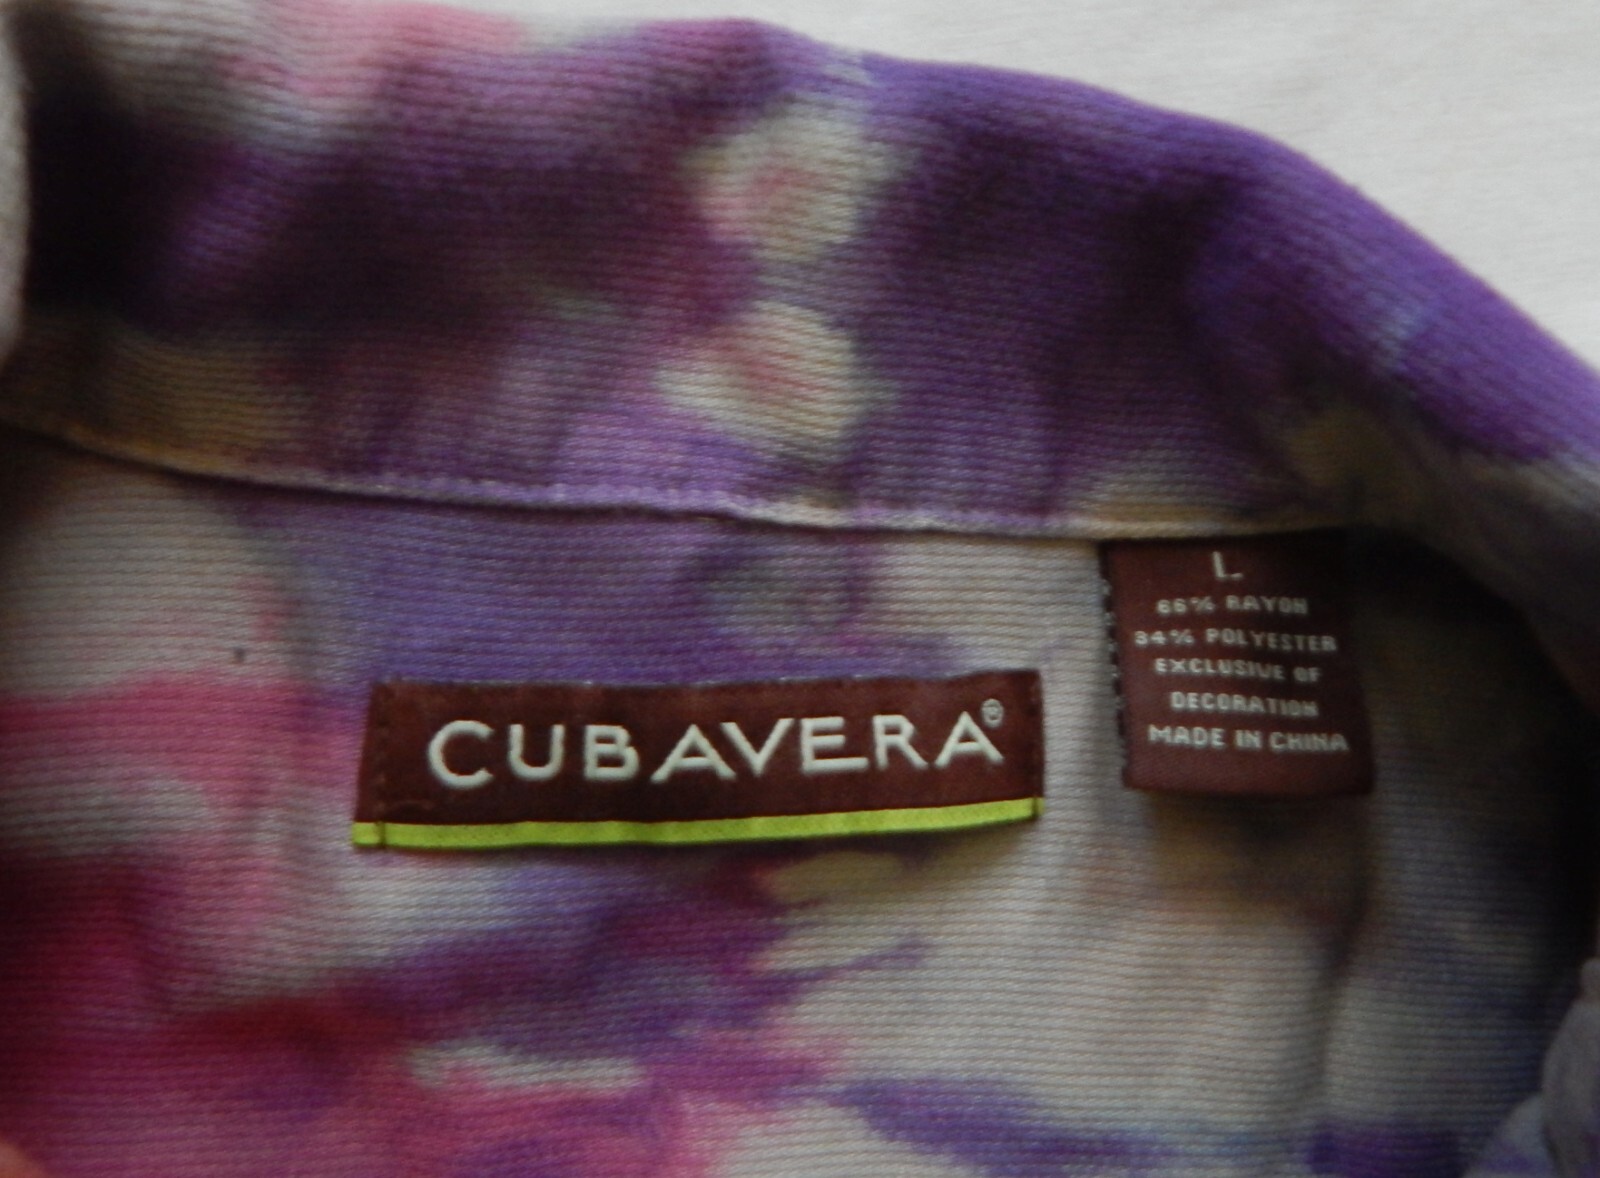 CUBAVERA®
L
66% RAYON
34% POLYESTER
EXCLUSIVE OF
DECORATION
MADE IN CHINA